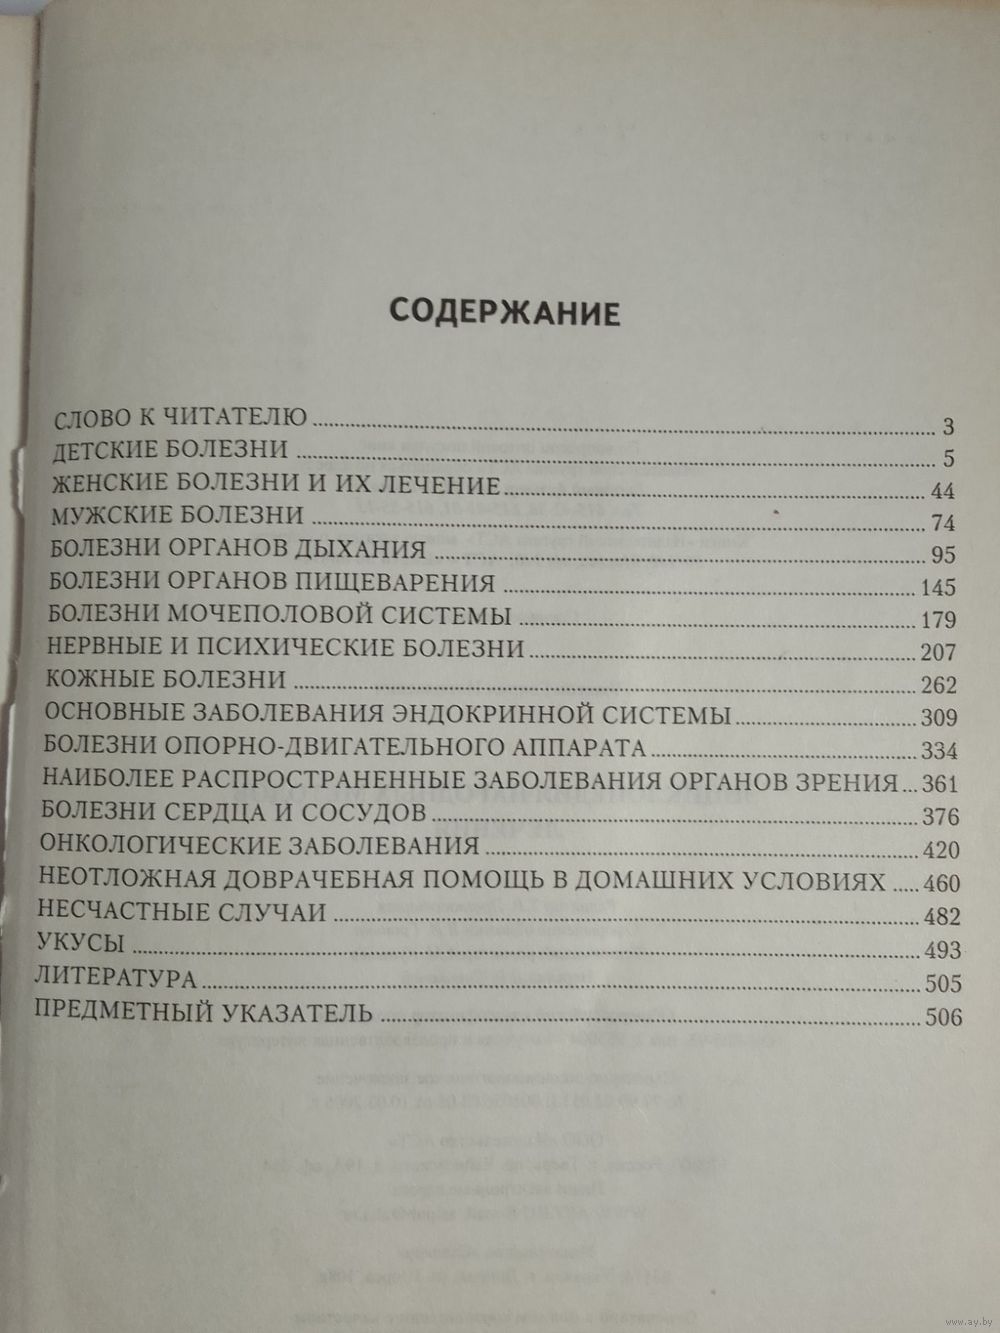 СОДЕРЖАНИЕ
СЛОВО К ЧИТАТЕЛЮ 3
ДЕТСКИЕ БОЛЕЗНИ 5
ЖЕНСКИЕ БОЛЕЗНИ И ИХ ЛЕЧЕНИЕ 44
МУЖСКИЕ БОЛЕЗНИ 74
БОЛЕЗНИ ОРГАНОВ ДЫХАНИЯ 95
БОЛЕЗНИ ОРГАНОВ ПИЩЕВАРЕНИЯ 145
БОЛЕЗНИ МОЧЕПОЛОВОЙ СИСТЕМЫ 179
НЕРВНЫЕ И ПСИХИЧЕСКИЕ БОЛЕЗНИ 207
КОЖНЫЕ БОЛЕЗНИ 262
ОСНОВНЫЕ ЗАБОЛЕВАНИЯ ЭНДОКРИННОЙ СИСТЕМЫ 309
БОЛЕЗНИ ОПОРНО-ДВИГАТЕЛЬНОГО АППАРАТА 334
НАИБОЛЕЕ РАСПРОСТРАНЕННЫЕ ЗАБОЛЕВАНИЯ ОРГАНОВ ЗРЕНИЯ 361
БОЛЕЗНИ СЕРДЦА И СОСУДОВ 376
ОНКОЛОГИЧЕСКИЕ ЗАБОЛЕВАНИЯ 420
НЕОТЛОЖНАЯ ДОВРАЧЕБНАЯ ПОМОЩЬ В ДОМАШНИХ УСЛОВИЯХ 460
НЕСЧАСТНЫЕ СЛУЧАИ 482
УКУСЫ 493
ЛИТЕРАТУРА 505
ПРЕДМЕТНЫЙ УКАЗАТЕЛЬ 506
www.ay.by